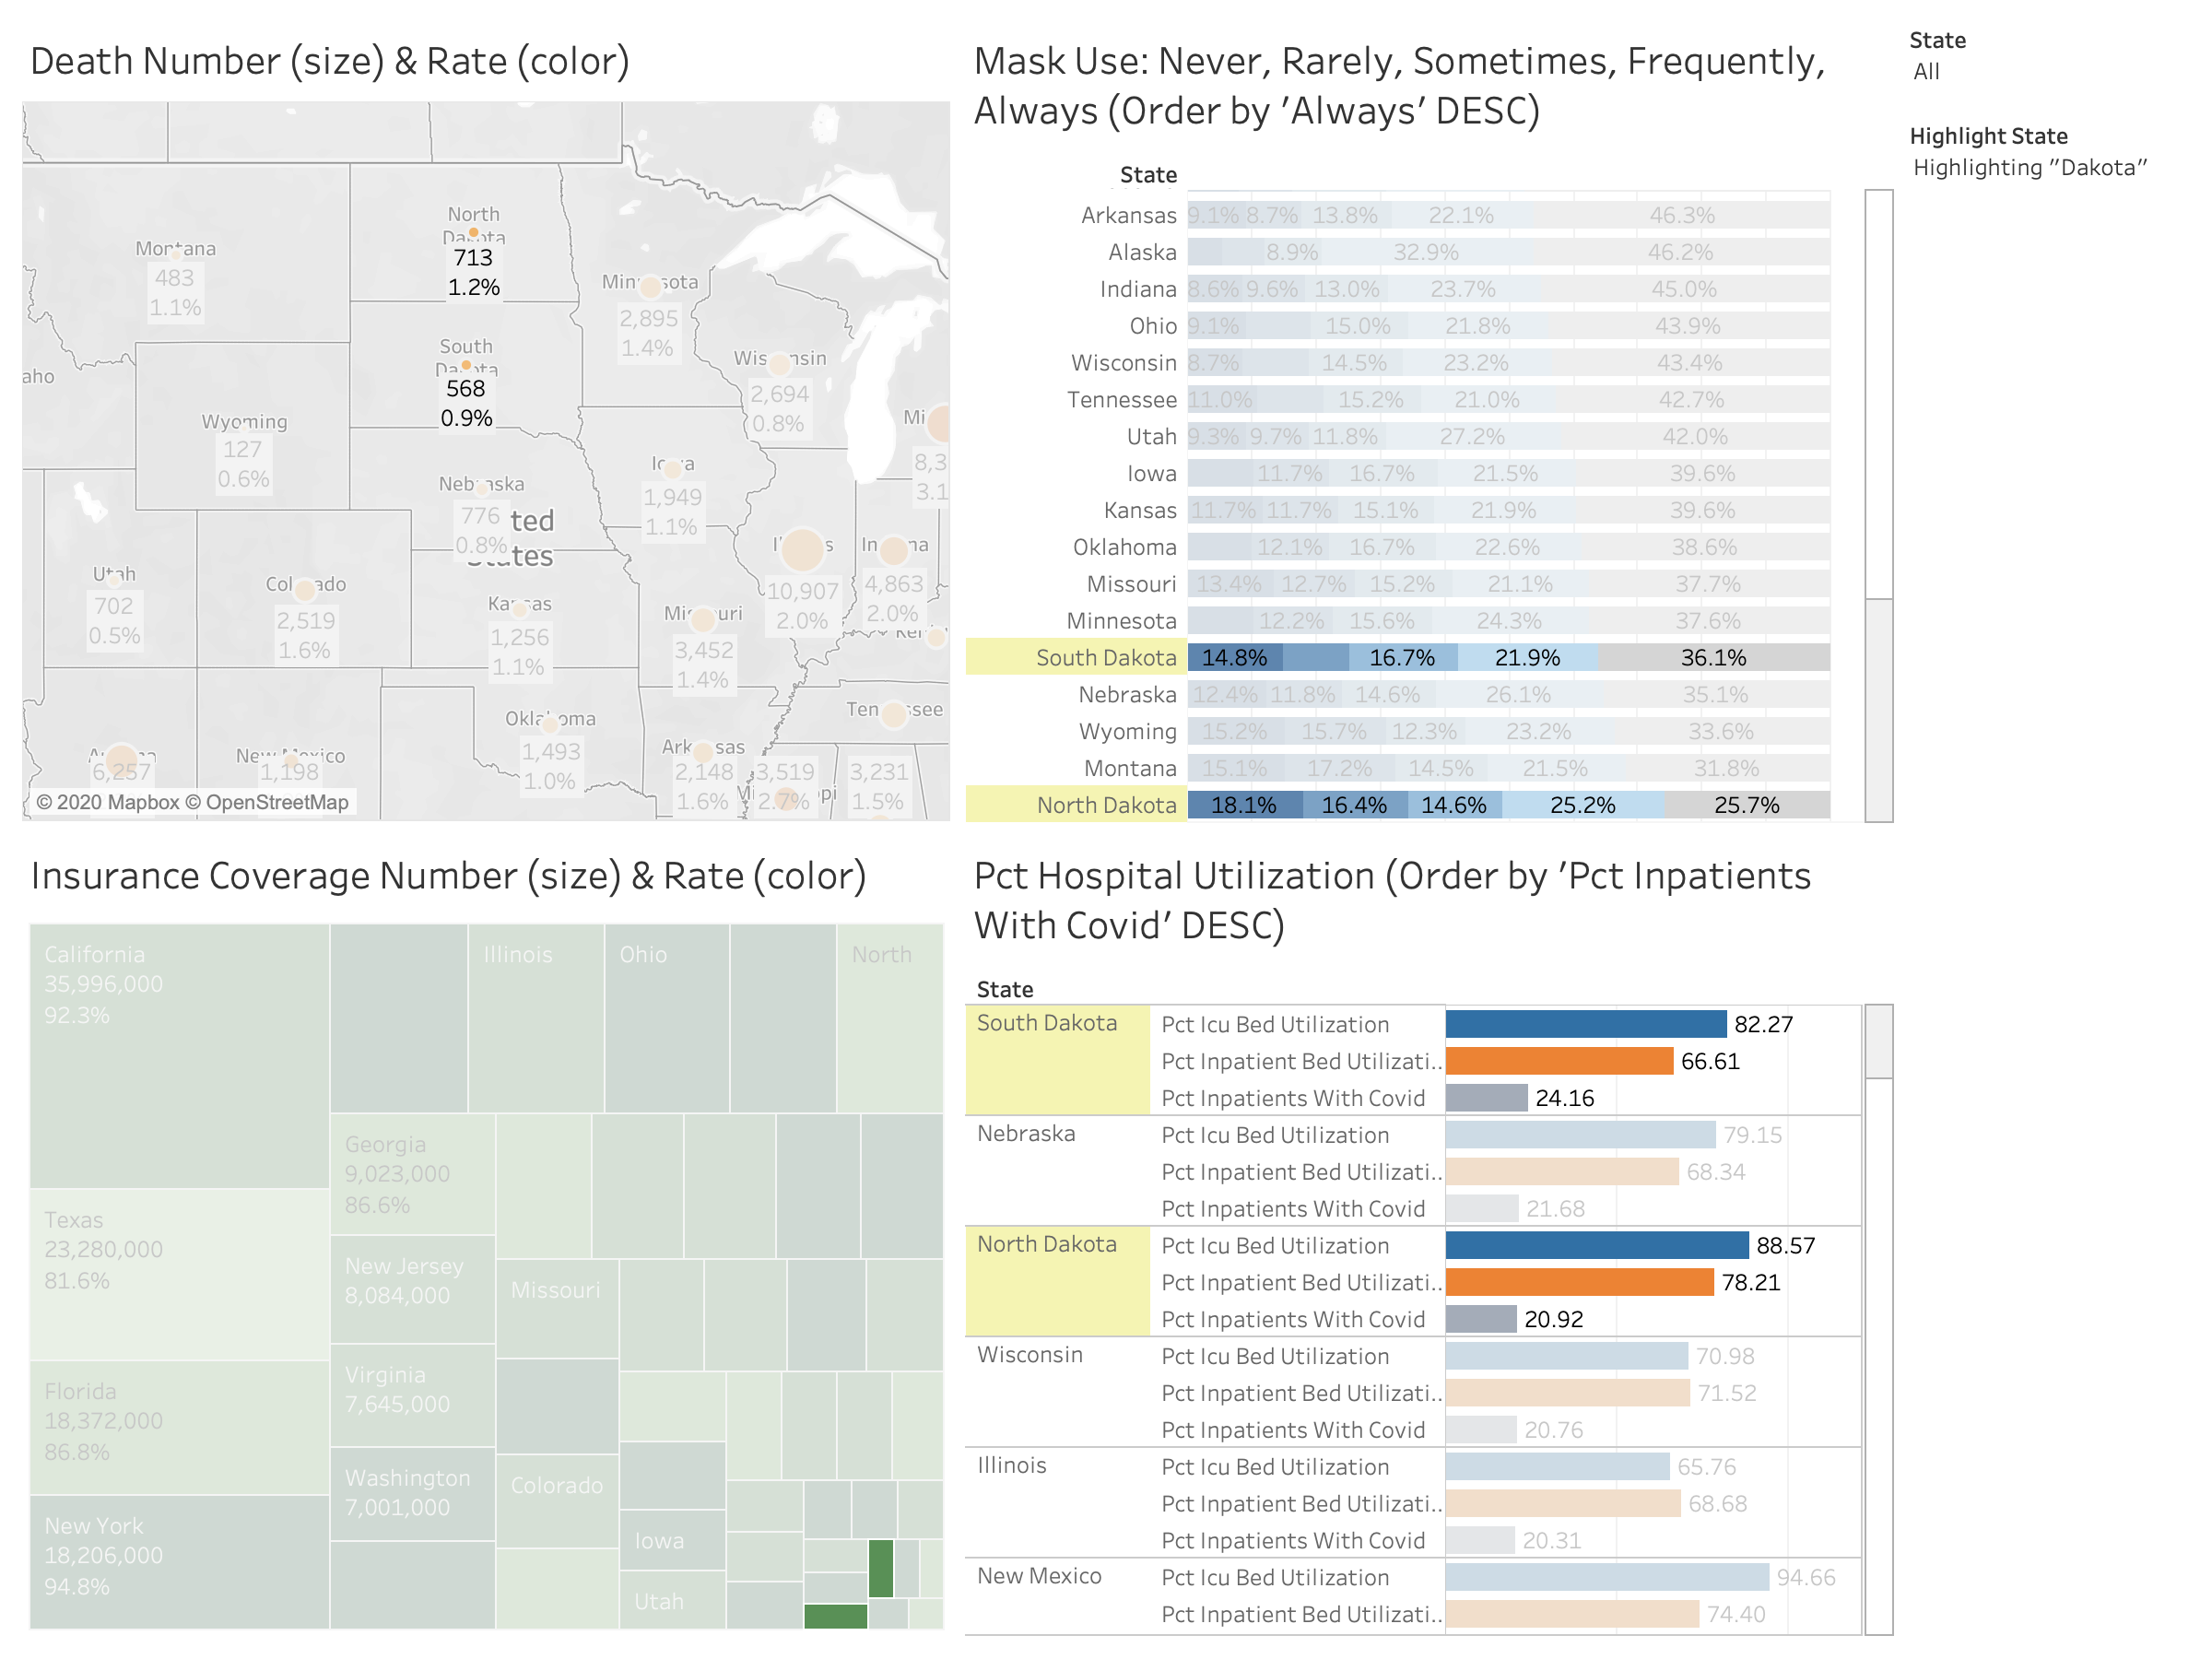 Death Number (size) & Rate (color)
Montana
483
1.1%
North
Dakota
713
1.2%
South
Dakota
568
0.9%
Minnesota
2,895
1.4%
Wisconsin
2,694
0.8%
aho
Wyoming
127
0.6%
Mi
8,3
3.1
Nebraska
776
0.8%
ted
States
Iowa
1,949
1.1%
Illinois
10,907
2.0%
Indiana
4,863
2.0%
Utah
702
0.5%
Colorado
2,519
1.6%
Kansas
1,256
1.1%
Missouri
3,452
1.4%
Tennessee
Oklahoma
1,493
1.0%
Arkansas
2,148
1.6%
3,519
2.7%
3,231
1.5%
Arizona
6,257
New Mexico
1,198
© 2020 Mapbox © OpenStreetMap
Mask Use: Never, Rarely, Sometimes, Frequently,
Always (Order by 'Always' DESC)
State
Arkansas 9.1% 8.7% 13.8% 22.1% 46.3%
Alaska 8.9% 32.9% 46.2%
Indiana 8.6% 9.6% 13.0% 23.7% 45.0%
Ohio 9.1% 15.0% 21.8% 43.9%
Wisconsin 8.7% 14.5% 23.2% 43.4%
Tennessee 11.0% 15.2% 21.0% 42.7%
Utah 9.3% 9.7% 11.8% 27.2% 42.0%
Iowa 11.7% 16.7% 21.5% 39.6%
Kansas 11.7% 11.7% 15.1% 21.9% 39.6%
Oklahoma 12.1% 16.7% 22.6% 38.6%
Missouri 13.4% 12.7% 15.2% 21.1% 37.7%
Minnesota 12.2% 15.6% 24.3% 37.6%
South Dakota 14.8% 16.7% 21.9% 36.1%
Nebraska 12.4% 11.8% 14.6% 26.1% 35.1%
Wyoming 15.2% 15.7% 12.3% 23.2% 33.6%
Montana 15.1% 17.2% 14.5% 21.5% 31.8%
North Dakota 18.1% 16.4% 14.6% 25.2% 25.7%
State
All
Highlight State
Highlighting "Dakota"
Insurance Coverage Number (size) & Rate (color)
California
35,996,000
92.3%
Texas
23,280,000
81.6%
Florida
18,372,000
86.8%
New York
18,206,000
94.8%
Illinois
Ohio
North
Georgia
9,023,000
86.6%
New Jersey
8,084,000
Virginia
7,645,000
Washington
7,001,000
Missouri
Colorado
Iowa
Utah
Pct Hospital Utilization (Order by 'Pct Inpatients
With Covid' DESC)
State
South Dakota Pct Icu Bed Utilization 82.27
Pct Inpatient Bed Utilizati.. 66.61
Pct Inpatients With Covid 24.16
Nebraska Pct Icu Bed Utilization 79.15
Pct Inpatient Bed Utilizati.. 68.34
Pct Inpatients With Covid 21.68
North Dakota Pct Icu Bed Utilization 88.57
Pct Inpatient Bed Utilizati.. 78.21
Pct Inpatients With Covid 20.92
Wisconsin Pct Icu Bed Utilization 70.98
Pct Inpatient Bed Utilizati.. 71.52
Pct Inpatients With Covid 20.76
Illinois Pct Icu Bed Utilization 65.76
Pct Inpatient Bed Utilizati.. 68.68
Pct Inpatients With Covid 20.31
New Mexico Pct Icu Bed Utilization 94.66
Pct Inpatient Bed Utilizati.. 74.40